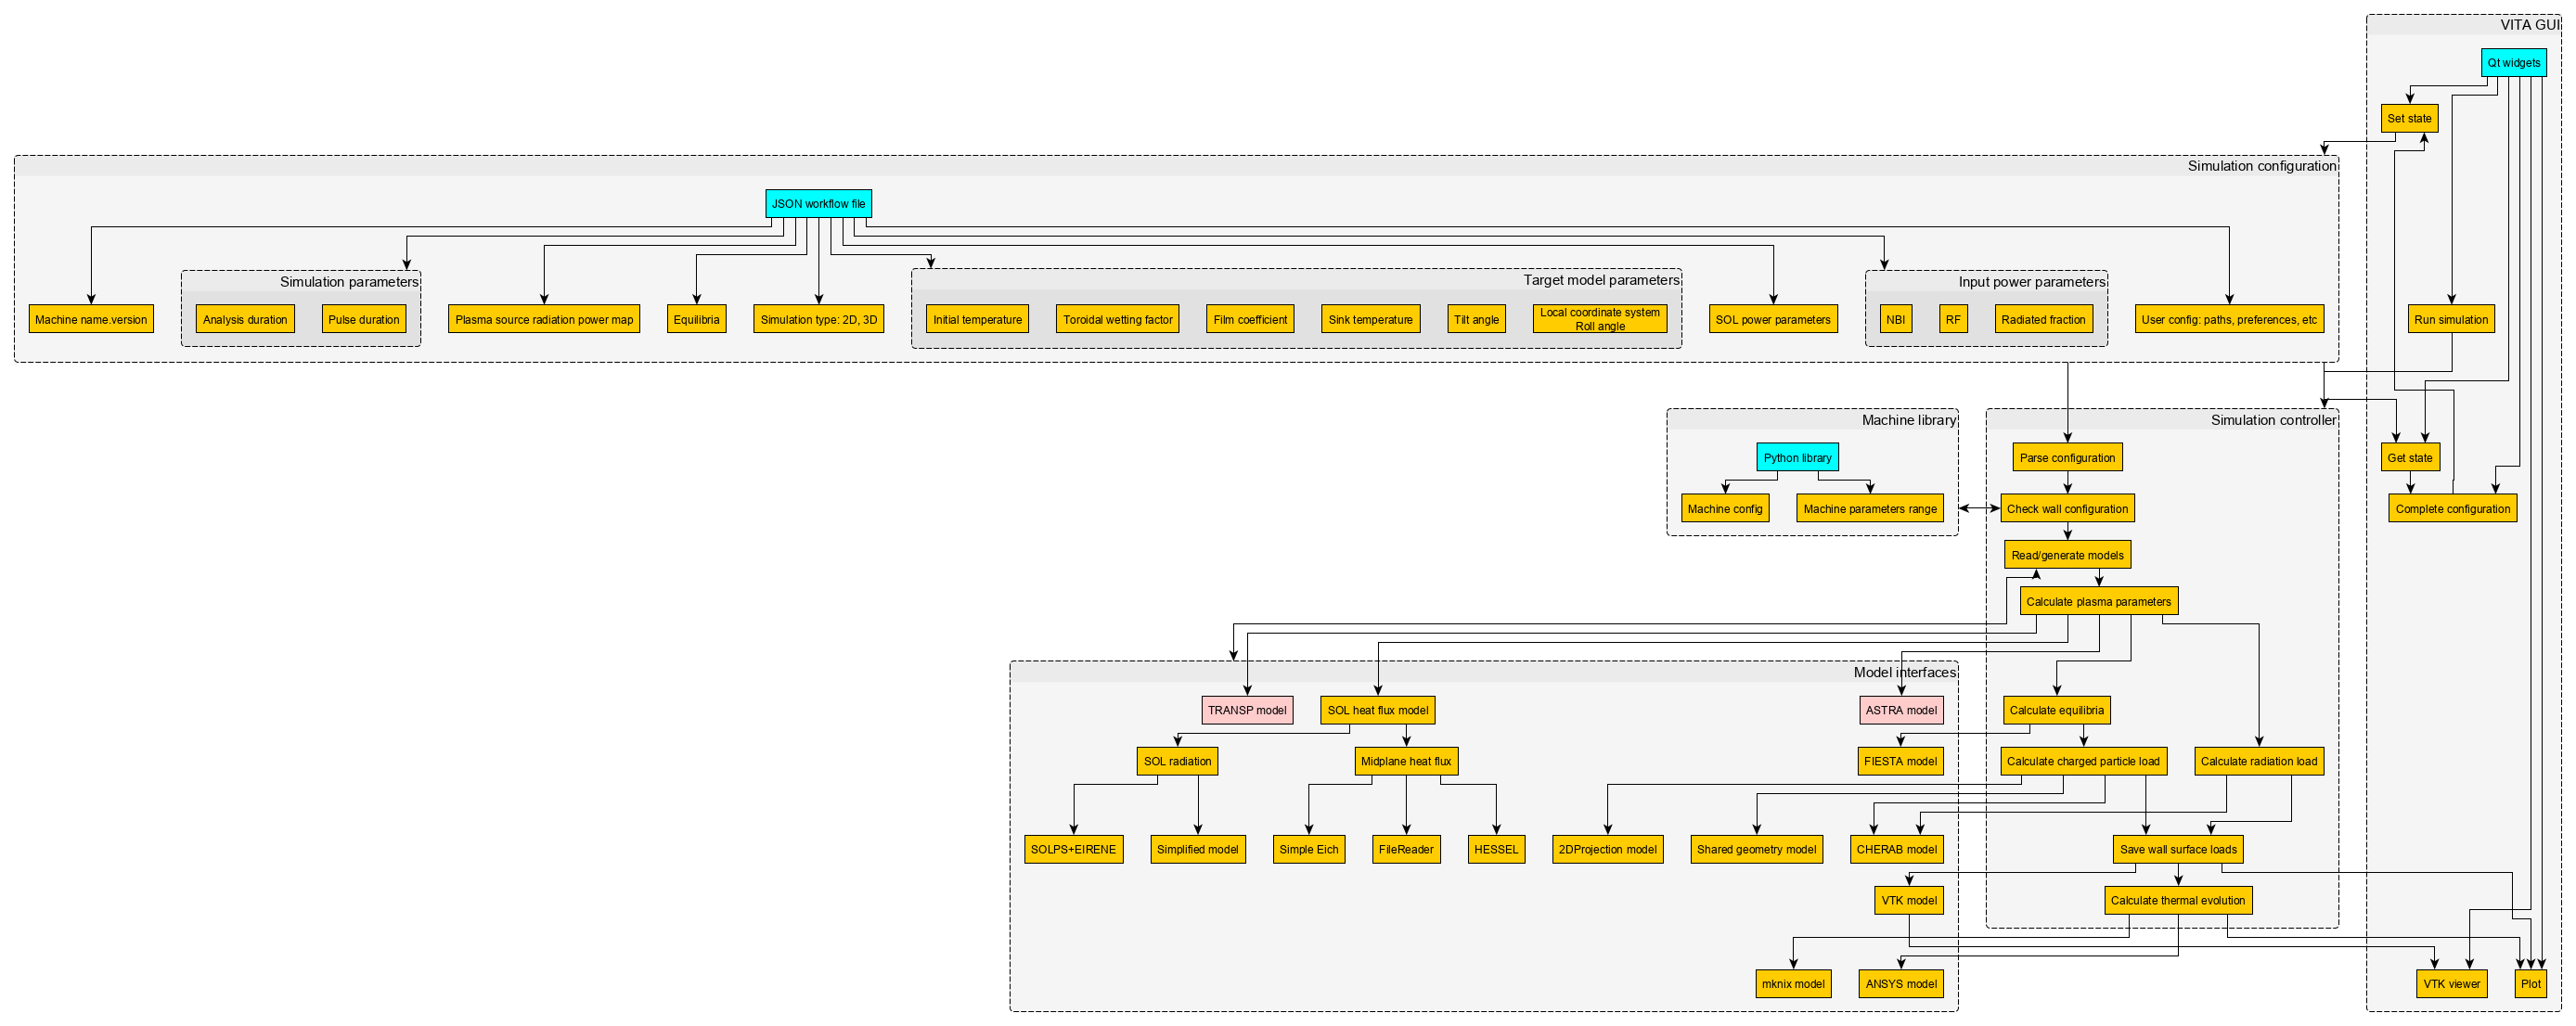 VITA GUI
Qt widgets
Set state
Simulation configuration
JSON workflow file
Simulation parameters
Target model parameters
Input power parameters
Machine name.version
Analysis duration
Pulse duration
Plasma source radiation power map
Equilibria
Simulation type: 2D, 3D
Initial temperature
Toroidal wetting factor
Film coefficient
Sink temperature
Tilt angle
Local coordinate system
Roll angle
SOL power parameters
NBI
RF
Radiated fraction
User config: paths, preferences, etc
Run simulation
Machine library
Simulation controller
Python library
Parse configuration
Get state
Machine config
Machine parameters range
Check wall configuration
Complete configuration
Read/generate models
Calculate plasma parameters
Model interfaces
TRANSP model
SOL heat flux model
ASTRA model
Calculate equilibria
SOL radiation
Midplane heat flux
FIESTA model
Calculate charged particle load
Calculate radiation load
SOLPS+EIRENE
Simplified model
Simple Eich
FileReader
HESSEL
2DProjection model
Shared geometry model
CHERAB model
Save wall surface loads
VTK model
Calculate thermal evolution
mknix model
ANSYS model
VTK viewer
Plot